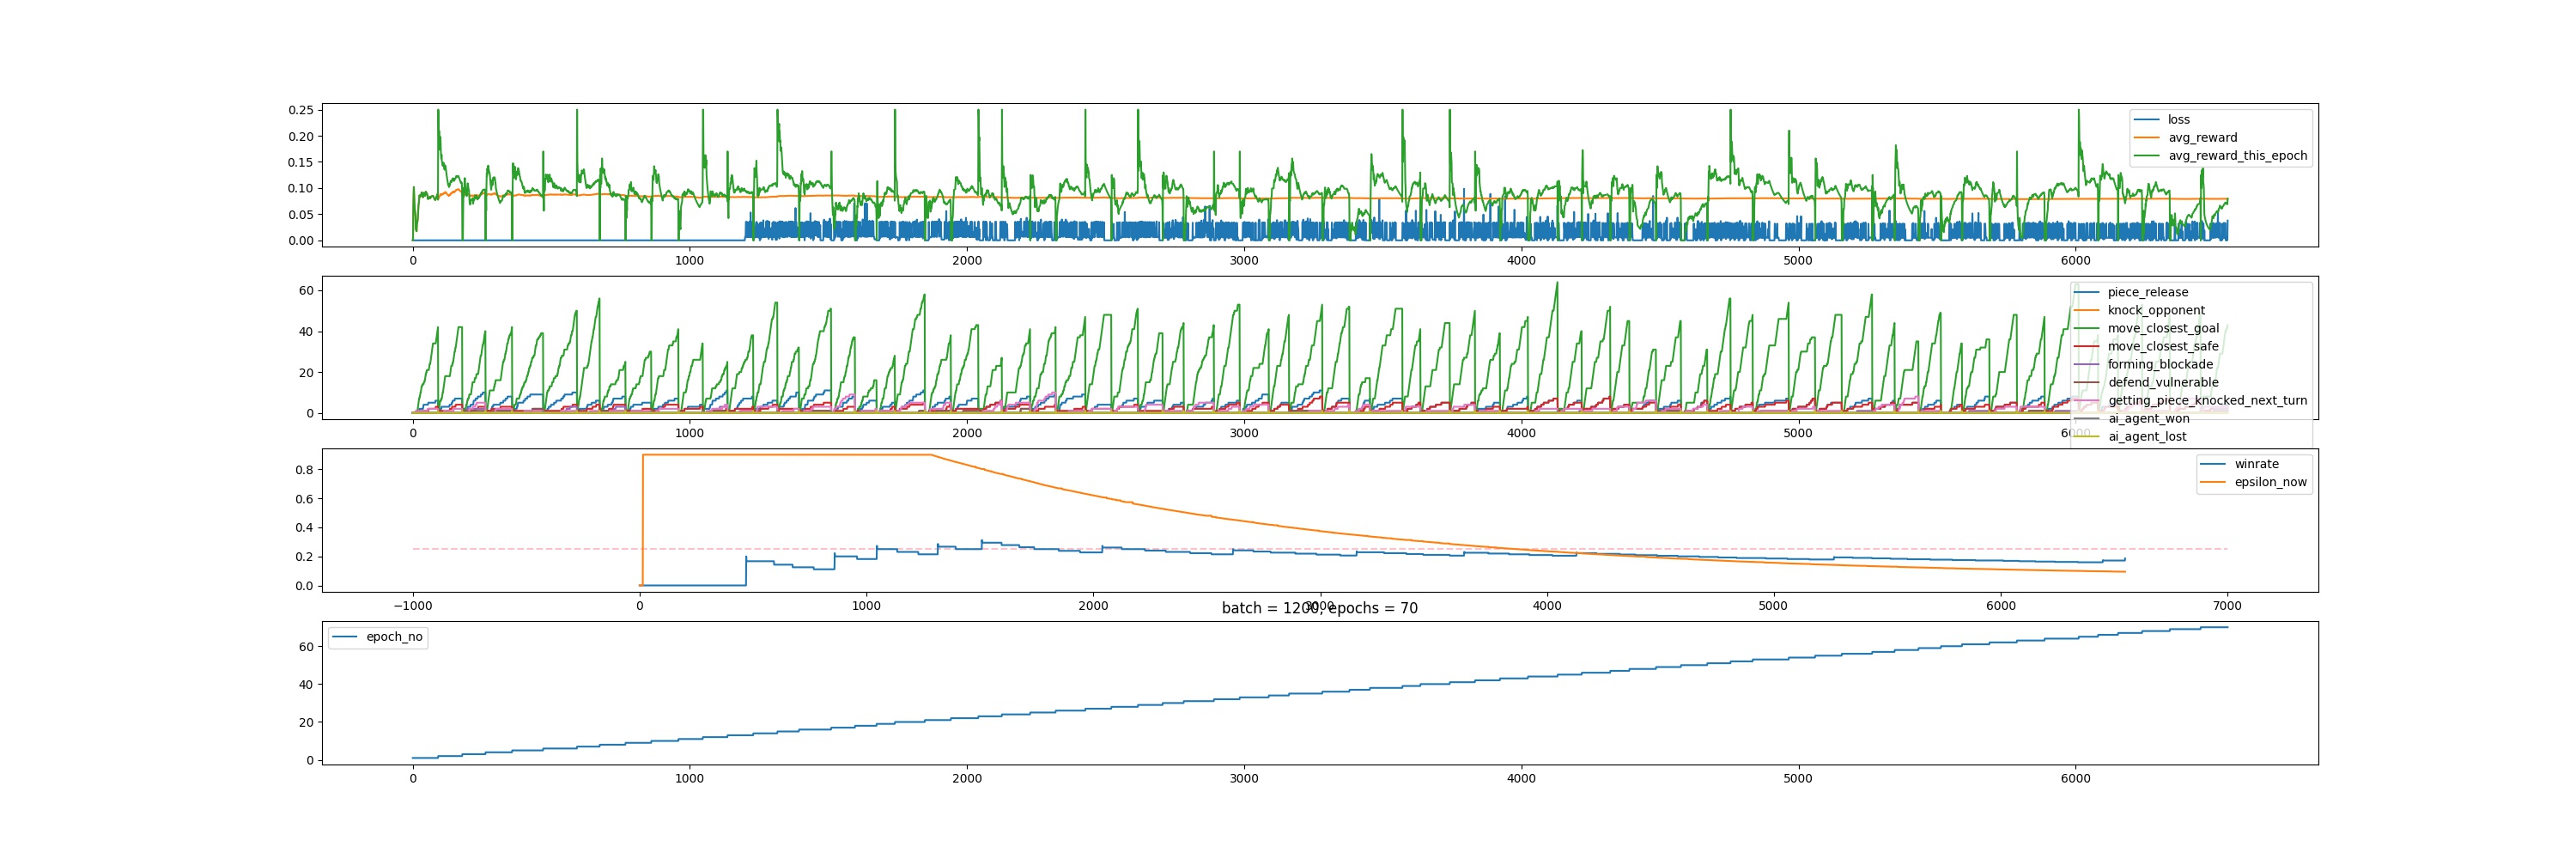 0.25
0.20
0.15
0.10
0.05
0.00
loss
avg_reward
avg_reward_this_epoch
0 1000 2000 3000 4000 5000 6000
60
40
20
0
piece_release
knock_opponent
move_closest_goal
move_closest_safe
forming_blockade
defend_vulnerable
getting_piece_knocked_next_turn
ai_agent_won
ai_agent_lost
0 1000 2000 3000 4000 5000 6000
0.8
0.6
0.4
0.2
0.0
winrate
epsilon_now
−1000 0 1000 2000 3000 4000 5000 6000 7000
batch = 1200, epochs = 70
60
40
20
0
epoch_no
0 1000 2000 3000 4000 5000 6000